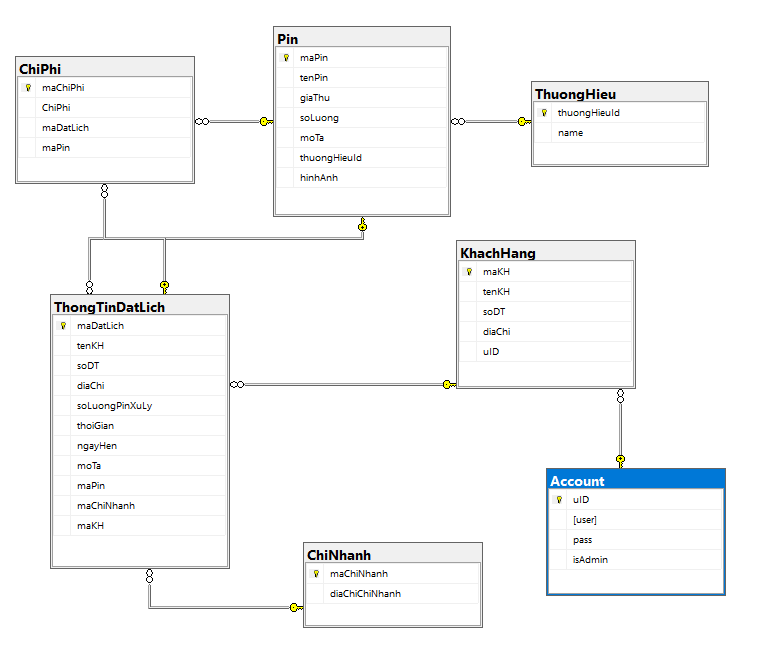 ChiPhi
maChiPhi
ChiPhi
maDatLich
maPin
Pin
maPin
tenPin
giaThu
soLuong
moTa
thuongHieuId
hinhAnh
ThuongHieu
thuongHieuId
name
ThongTinDatLich
maDatLich
tenKH
soDT
diaChi
soLuongPinXuLy
thoiGian
ngayHen
moTa
maPin
maChiNhanh
maKH
KhachHang
maKH
tenKH
soDT
diaChi
uID
Account
uID
[user]
pass
isAdmin
ChiNhanh
maChiNhanh
diaChiChiNhanh